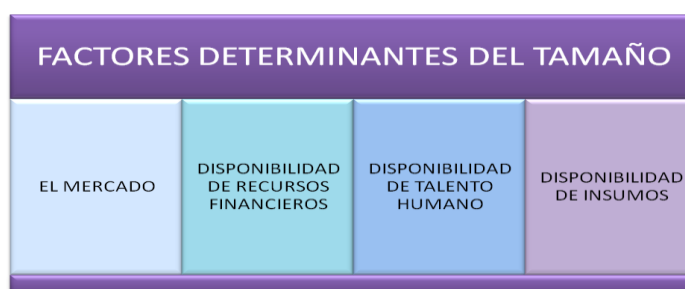 FACTORES DETERMINANTES DEL TAMAÑO
EL MERCADO
DISPONIBILIDAD
DE RECURSOS
FINANCIEROS
DISPONIBILIDAD
DE TALENTO
HUMANO
DISPONIBILIDAD
DE INSUMOS